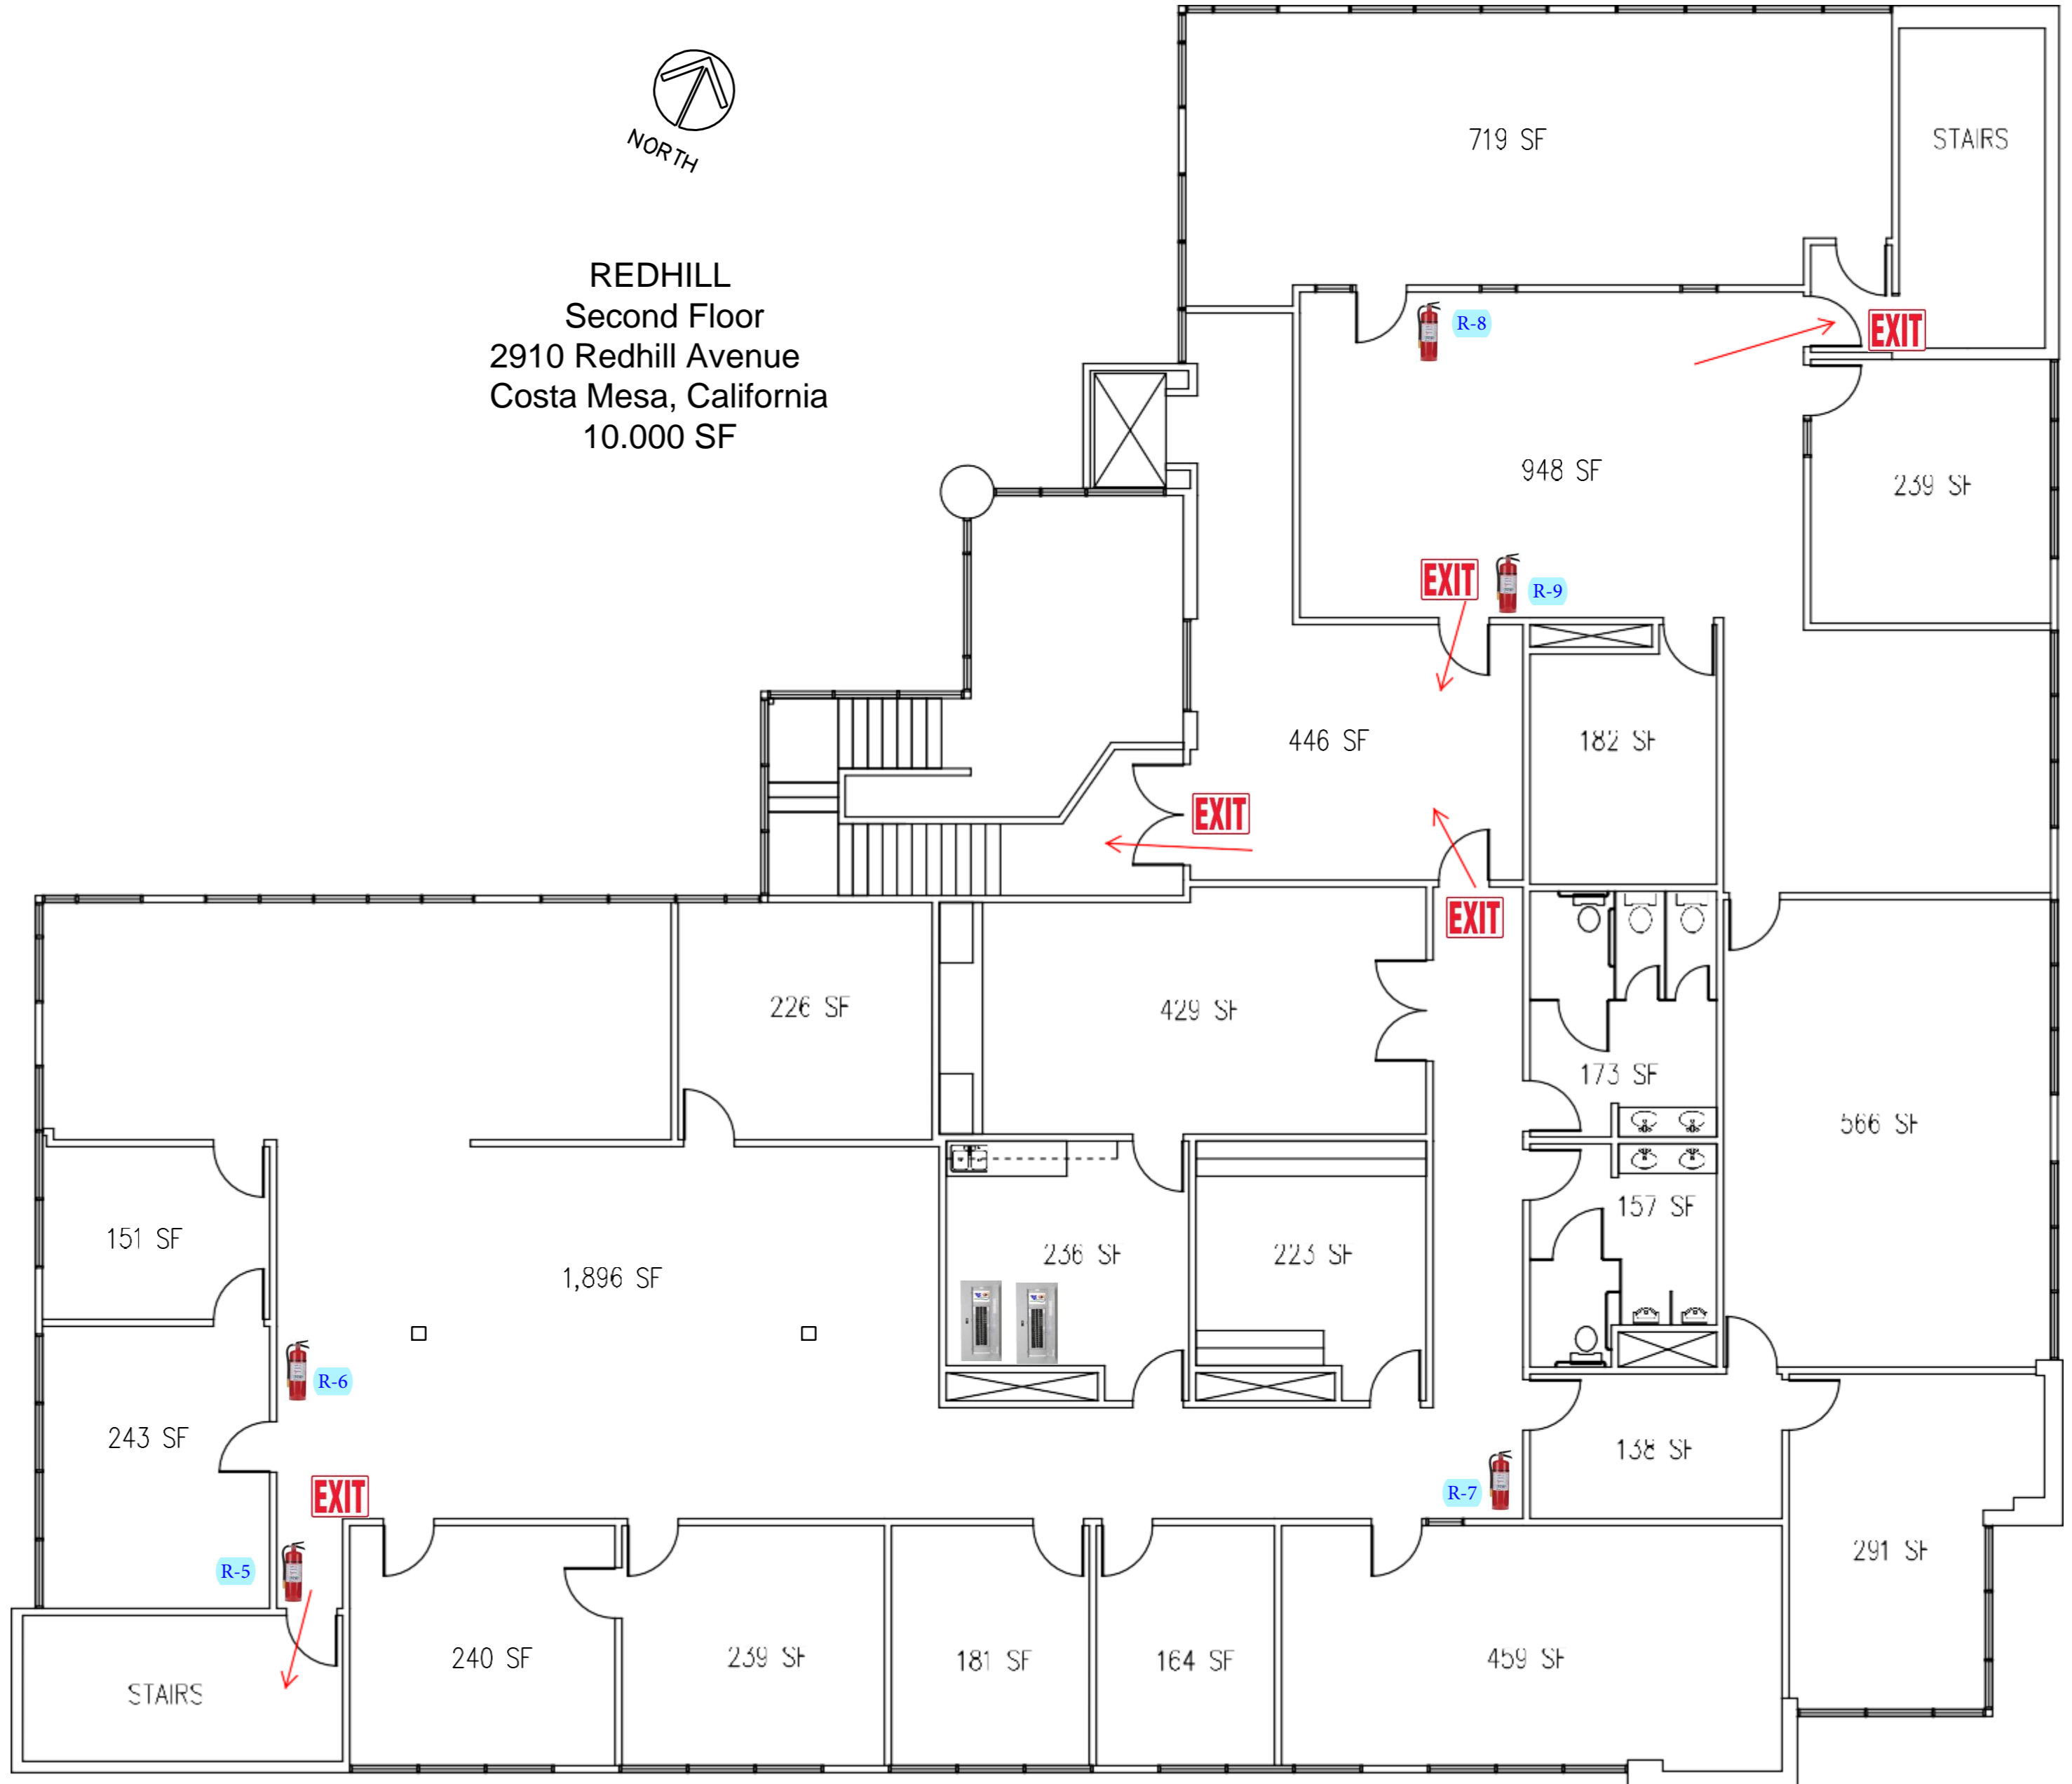 NORTH
REDHILL
Second Floor
2910 Redhill Avenue
Costa Mesa, California
10.000 SF
719 SF
STAIRS
R-8
EXIT
948 SF
239 SF
EXIT
R-9
446 SF
182 SF
EXIT
EXIT
226 SF
429 SF
173 SF
566 SF
151 SF
1,896 SF
236 SF
223 SF
157 SF
R-6
243 SF
138 SF
EXIT
R-7
R-5
291 SF
240 SF
239 SF
181 SF
164 SF
459 SF
STAIRS